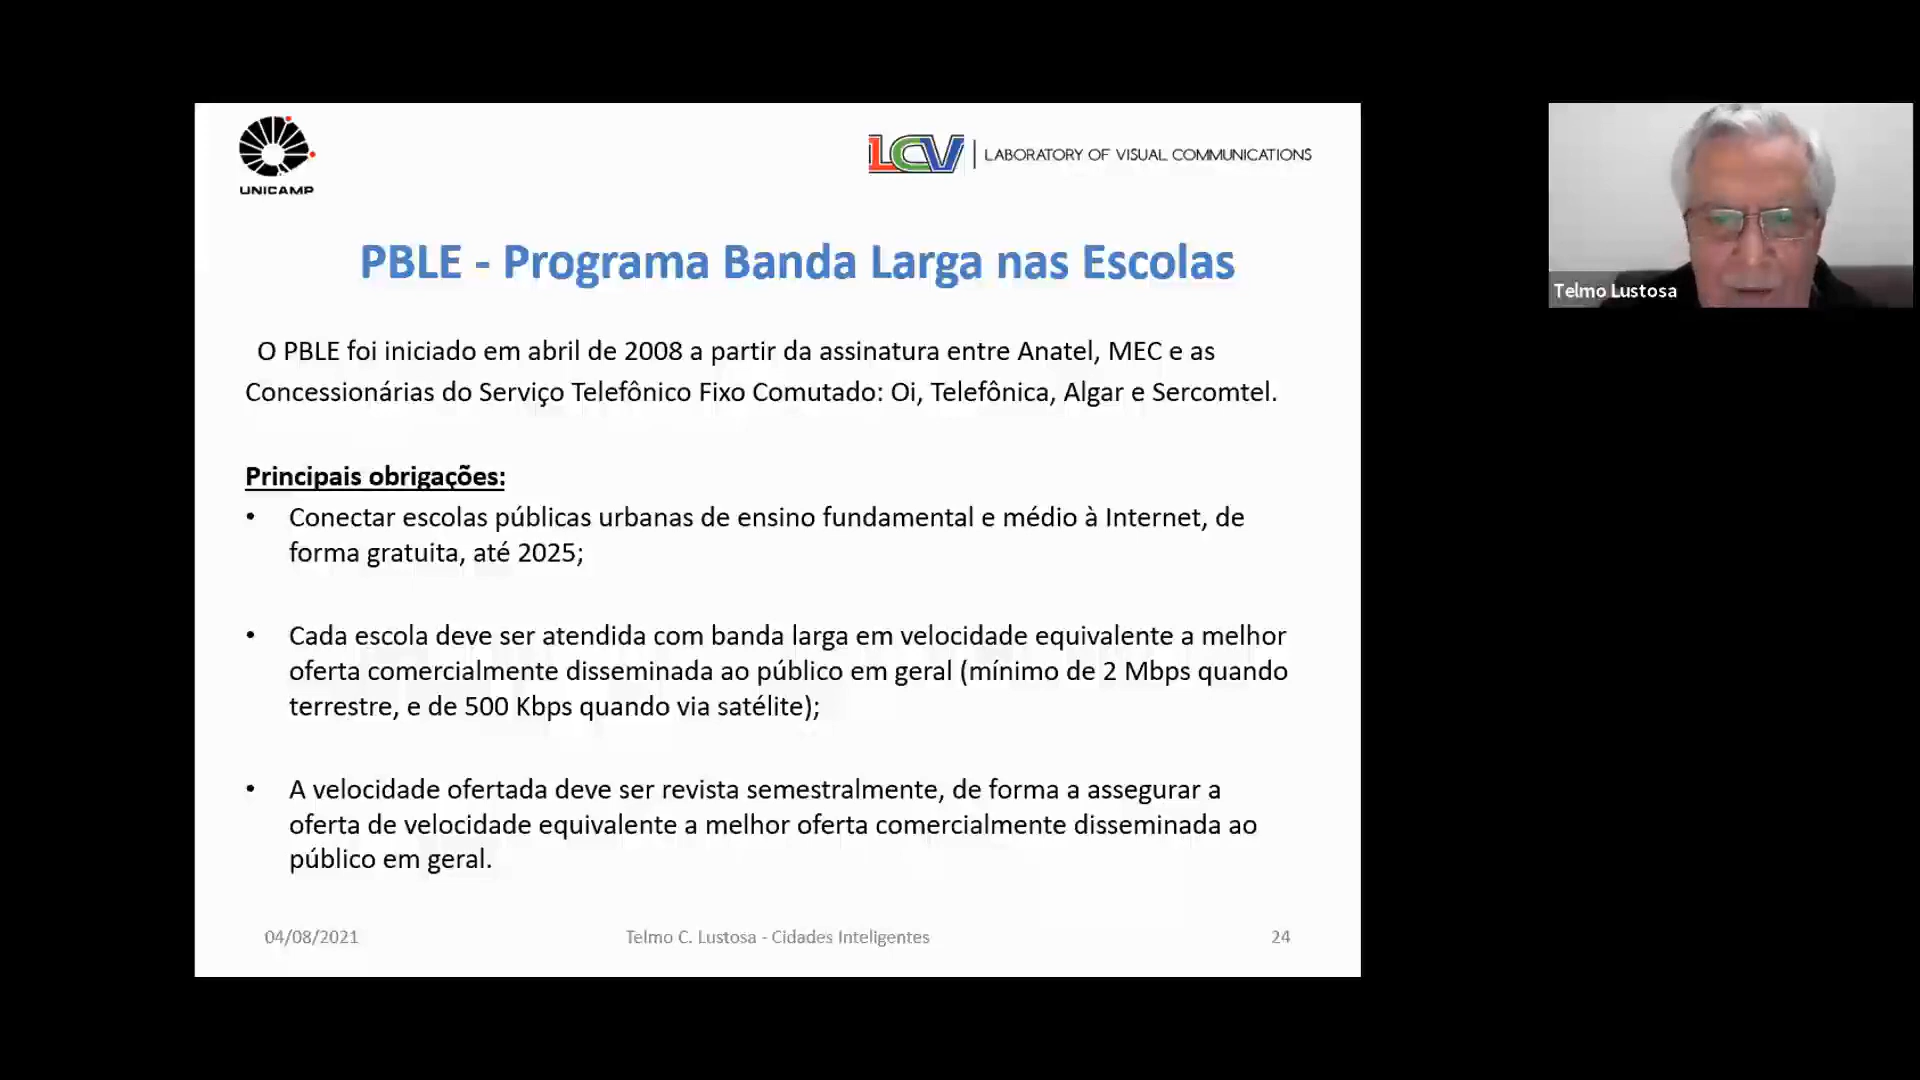 UNICAMP
LCV | LABORATORY OF VISUAL COMMUNICATIONS
PBLE - Programa Banda Larga nas Escolas
O PBLE foi iniciado em abril de 2008 a partir da assinatura entre Anatel, MEC e as
Concessionárias do Serviço Telefônico Fixo Comutado: Oi, Telefônica, Algar e Sercomtel.
Principais obrigações:
• Conectar escolas públicas urbanas de ensino fundamental e médio à Internet, de
forma gratuita, até 2025;
• Cada escola deve ser atendida com banda larga em velocidade equivalente a melhor
oferta comercialmente disseminada ao público em geral (mínimo de 2 Mbps quando
terrestre, e de 500 Kbps quando via satélite);
• A velocidade ofertada deve ser revista semestralmente, de forma a assegurar a
oferta de velocidade equivalente a melhor oferta comercialmente disseminada ao
público em geral.
04/08/2021
Telmo C. Lustosa - Cidades Inteligentes
24
Telmo Lustosa